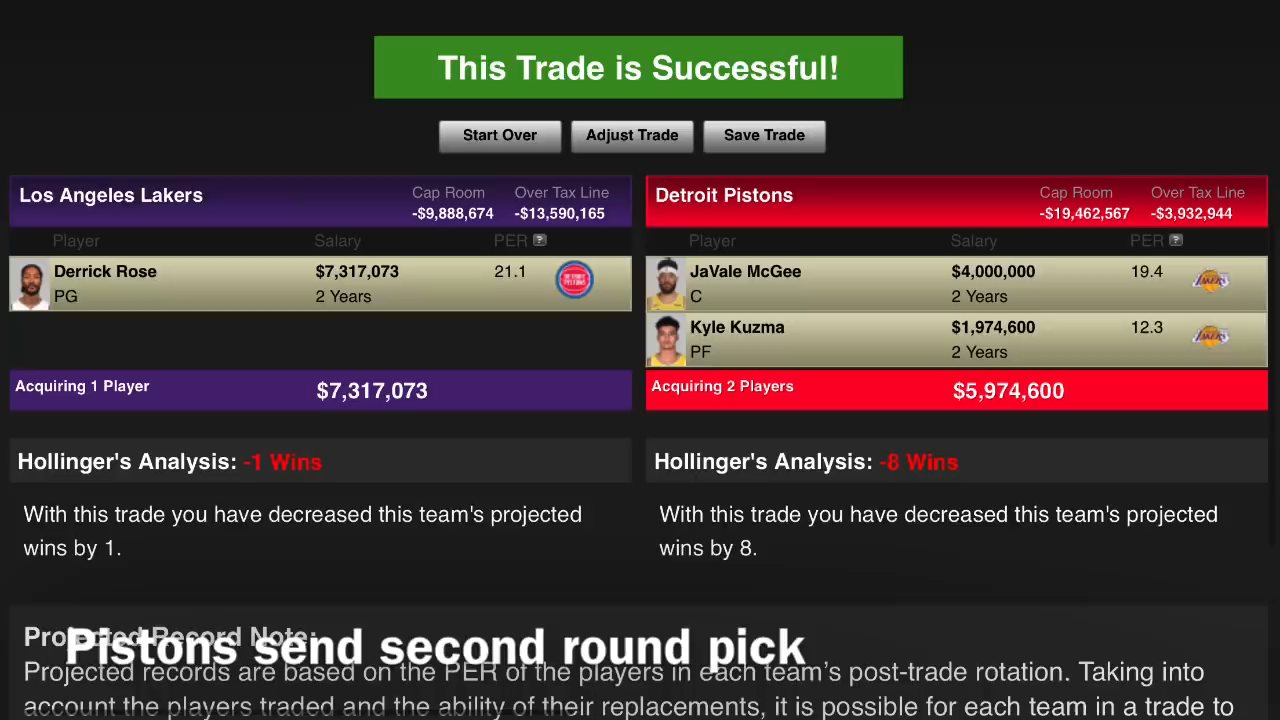 This Trade is Successful!
Start Over Adjust Trade Save Trade
Los Angeles Lakers Cap Room Over Tax Line
-$9,888,674 -$13,590,165
Player Salary PER ?
Derrick Rose $7,317,073 21.1
PG 2 Years
Acquiring 1 Player $7,317,073
Hollinger's Analysis: -1 Wins
With this trade you have decreased this team's projected
wins by 1.
Detroit Pistons Cap Room Over Tax Line
-$19,462,567 -$3,932,944
Player Salary PER ?
JaVale McGee $4,000,000 19.4
C 2 Years
Kyle Kuzma $1,974,600 12.3
PF 2 Years
Acquiring 2 Players $5,974,600
Hollinger's Analysis: -8 Wins
With this trade you have decreased this team's projected
wins by 8.
Projected Record Note:
Pistons send second round pick
Projected records are based on the PER of the players in each team's post-trade rotation. Taking into
account the players traded and the ability of their replacements, it is possible for each team in a trade to